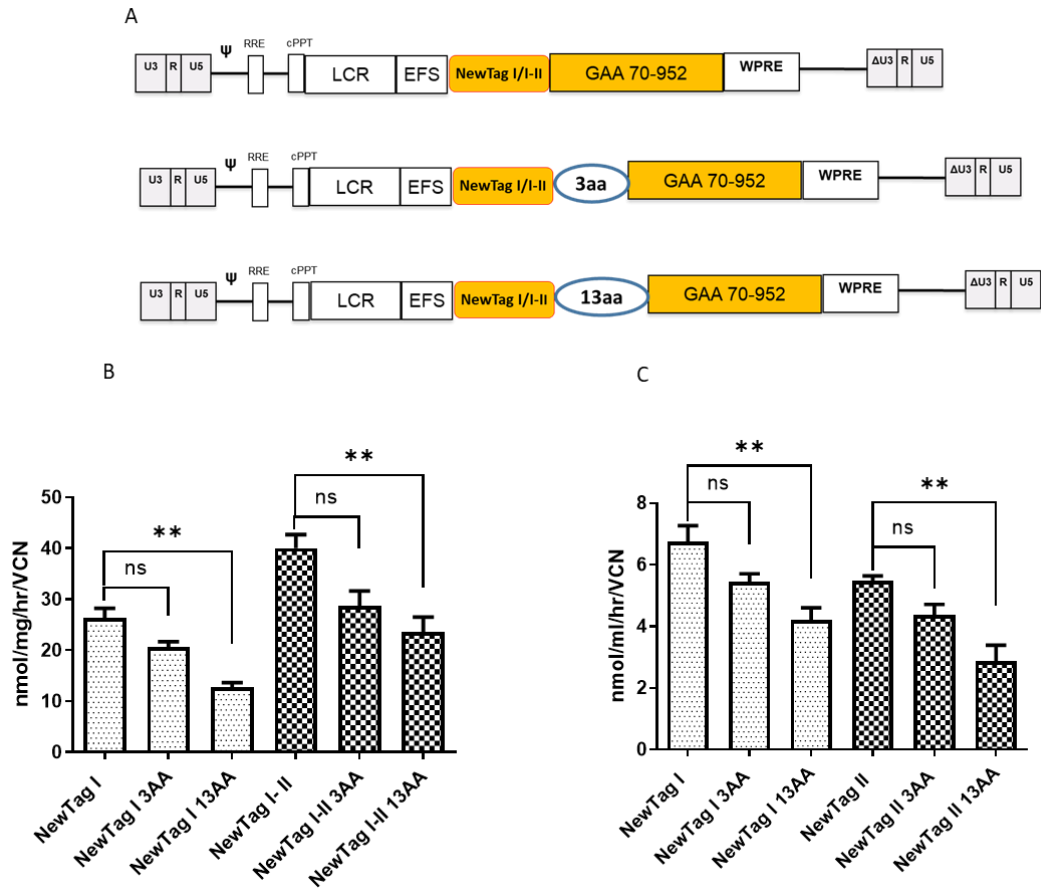 A
Ψ RRE cPPT
U3 R U5 LCR EFS NewTag I/I-II GAA 70-952 WPRE ΔU3 R U5
Ψ RRE cPPT
U3 R U5 LCR EFS NewTag I/I-II 3aa GAA 70-952 WPRE ΔU3 R U5
Ψ RRE cPPT
U3 R U5 LCR EFS NewTag I/I-II 13aa GAA 70-952 WPRE ΔU3 R U5
B
nmol/mg/hr/VCN
50
40
30
20
10
0
**
ns
**
ns
NewTag I
NewTag I 3AA
NewTag I 13AA
NewTag I- II
NewTag I-II 3AA
NewTag I-II 13AA
C
nmol/ml/hr/VCN
8
6
4
2
0
**
ns
**
ns
NewTag I
NewTag I 3AA
NewTag I 13AA
NewTag II
NewTag II 3AA
NewTag II 13AA